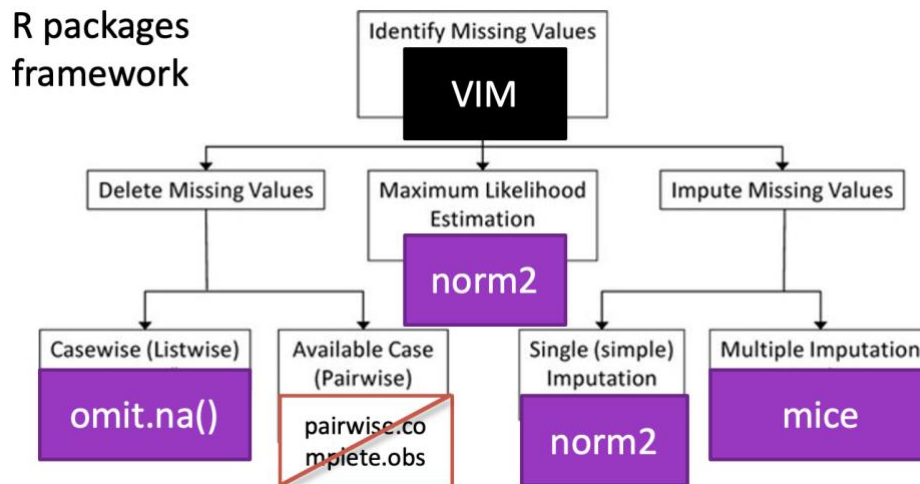 R packages
framework
Identify Missing Values
VIM
Delete Missing Values
Maximum Likelihood
Estimation
norm2
Impute Missing Values
Casewise (Listwise)
omit.na()
Available Case
(Pairwise)
pairwise.co
mplete.obs
Single (simple)
Imputation
norm2
Multiple Imputation
mice